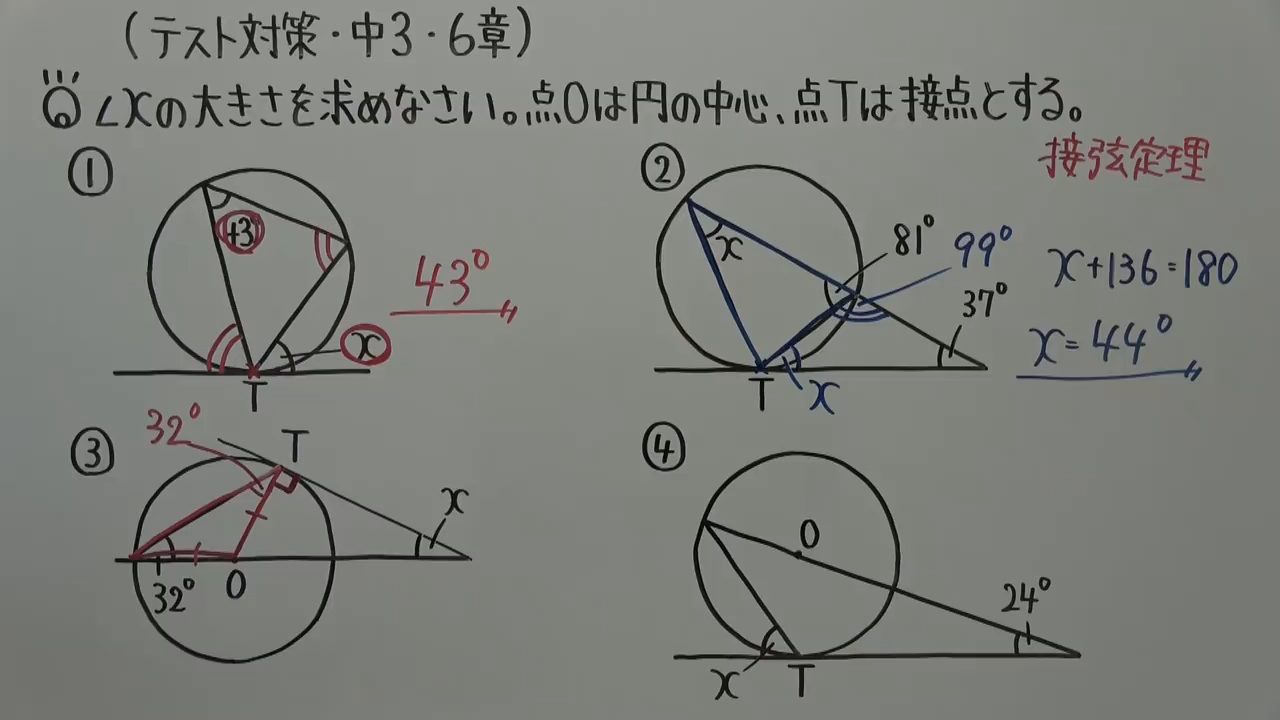 （テスト対策・中3・6章）
Q ∠xの大きさを求めなさい。点Oは円の中心、点Tは接点とする。
接弦定理
①
43
x
T
43°
②
x
81°
99°
37°
x
T
x+136=180
x=44°
③
32°
T
x
32°
O
④
O
24°
x
T